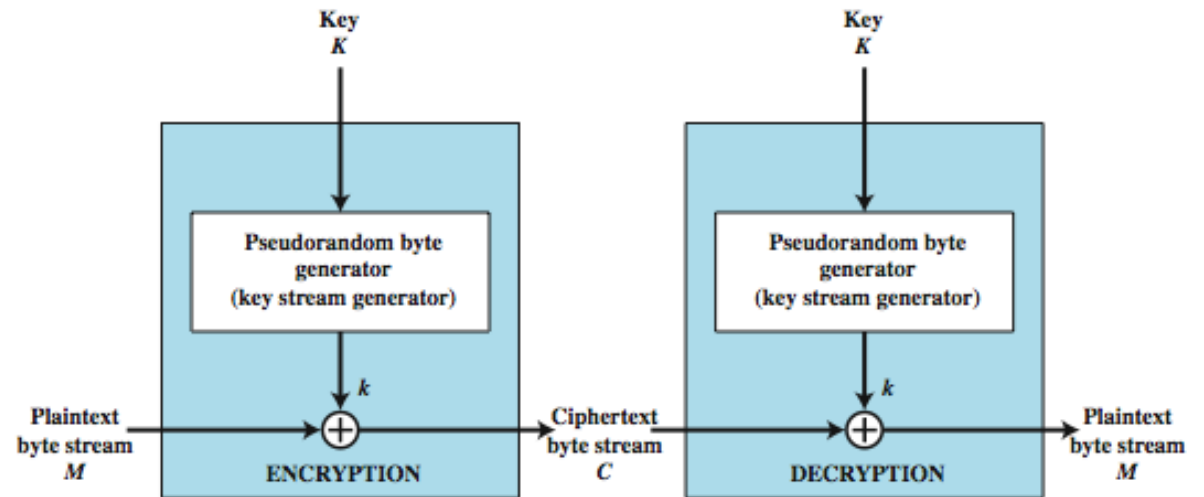 Key
K
Pseudorandom byte
generator
(key stream generator)
k
Plaintext
byte stream
M
ENCRYPTION
Ciphertext
byte stream
C
Key
K
Pseudorandom byte
generator
(key stream generator)
k
DECRYPTION
Plaintext
byte stream
M